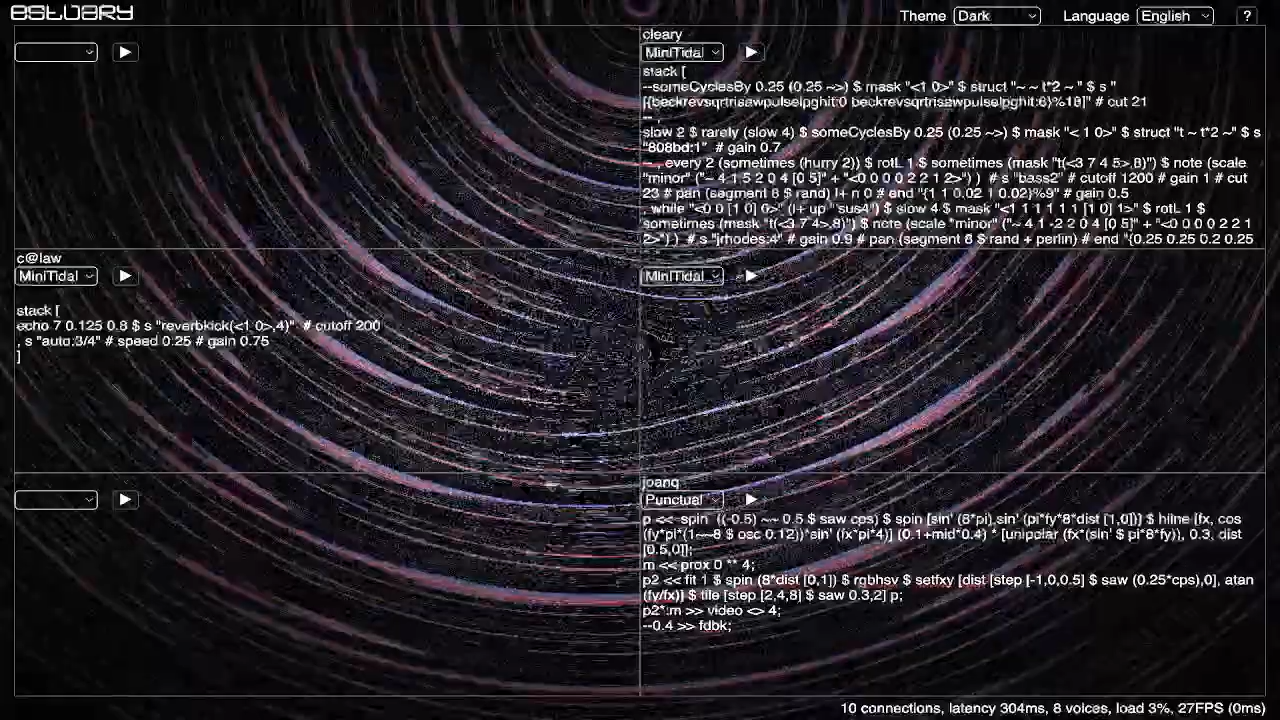 estuary
Theme Dark Language English ?
cleary
MiniTidal
stack [
--someCyclesBy 0.25 (0.25 ~>) $ mask "<1 0>" $ struct "~ ~ t*2 ~" $ s "
[{beckrevsqrtrisawpulselpghit:0 beckrevsqrtrisawpulselpghit:6}%18]" # cut 21
-- ,
slow 2 $ rarely (slow 4) $ someCyclesBy 0.25 (0.25 ~>) $ mask "< 1 0>" $ struct "t ~ t*2 ~" $ s
"808bd:1" # gain 0.7
-- , every 2 (sometimes (hurry 2)) $ rotL 1 $ sometimes (mask "t(<3 7 4 5>,8)") $ note (scale
"minor" ("~ 4 1 5 2 0 4 [0 5]" + "<0 0 0 0 2 2 1 2>") ) # s "bass2" # cutoff 1200 # gain 1 # cut
23 # pan (segment 8 $ rand) |+ n 0 # end "{1 1 0.02 1 0.02}%9" # gain 0.5
, while "<0 0 [1 0] 0>" (|+ up "sus4") $ slow 4 $ mask "<1 1 1 1 1 1 [1 0] 1>" $ rotL 1 $
sometimes (mask "t(<3 7 4>,8)") $ note (scale "minor" ("~ 4 1 -2 2 0 4 [0 5]" + "<0 0 0 0 2 2 1
2>") ) # s "jrhodes:4" # gain 0.9 # pan (segment 6 $ rand + perlin) # end "{0.25 0.25 0.2 0.25
c@law
MiniTidal
stack [
echo 7 0.125 0.8 $ s "reverbkick(<1 0>,4)" # cutoff 200
, s "auto:3/4" # speed 0.25 # gain 0.75
]
MiniTidal
joanq
Punctual
p << spin ((-0.5) ~~ 0.5 $ saw cps) $ spin [sin' (8*pi),sin' (pi*fy*8*dist [1,0])] $ hline [fx, cos
(fy*pi*(1~~8 $ osc 0.12))*sin' (fx*pi*4)] (0.1+mid*0.4) * [unipolar (fx*(sin' $ pi*8*fy)), 0.3, dist
[0.5,0]];
m << prox 0 ** 4;
p2 << fit 1 $ spin (8*dist [0,1]) $ rgbhsv $ setfxy [dist [step [-1,0,0.5] $ saw (0.25*cps),0], atan
(fy/fx)] $ tile [step [2,4,8] $ saw 0.3,2] p;
p2*:m >> video <> 4;
--0.4 >> fdbk;
10 connections, latency 304ms, 8 voices, load 3%, 27FPS (0ms)